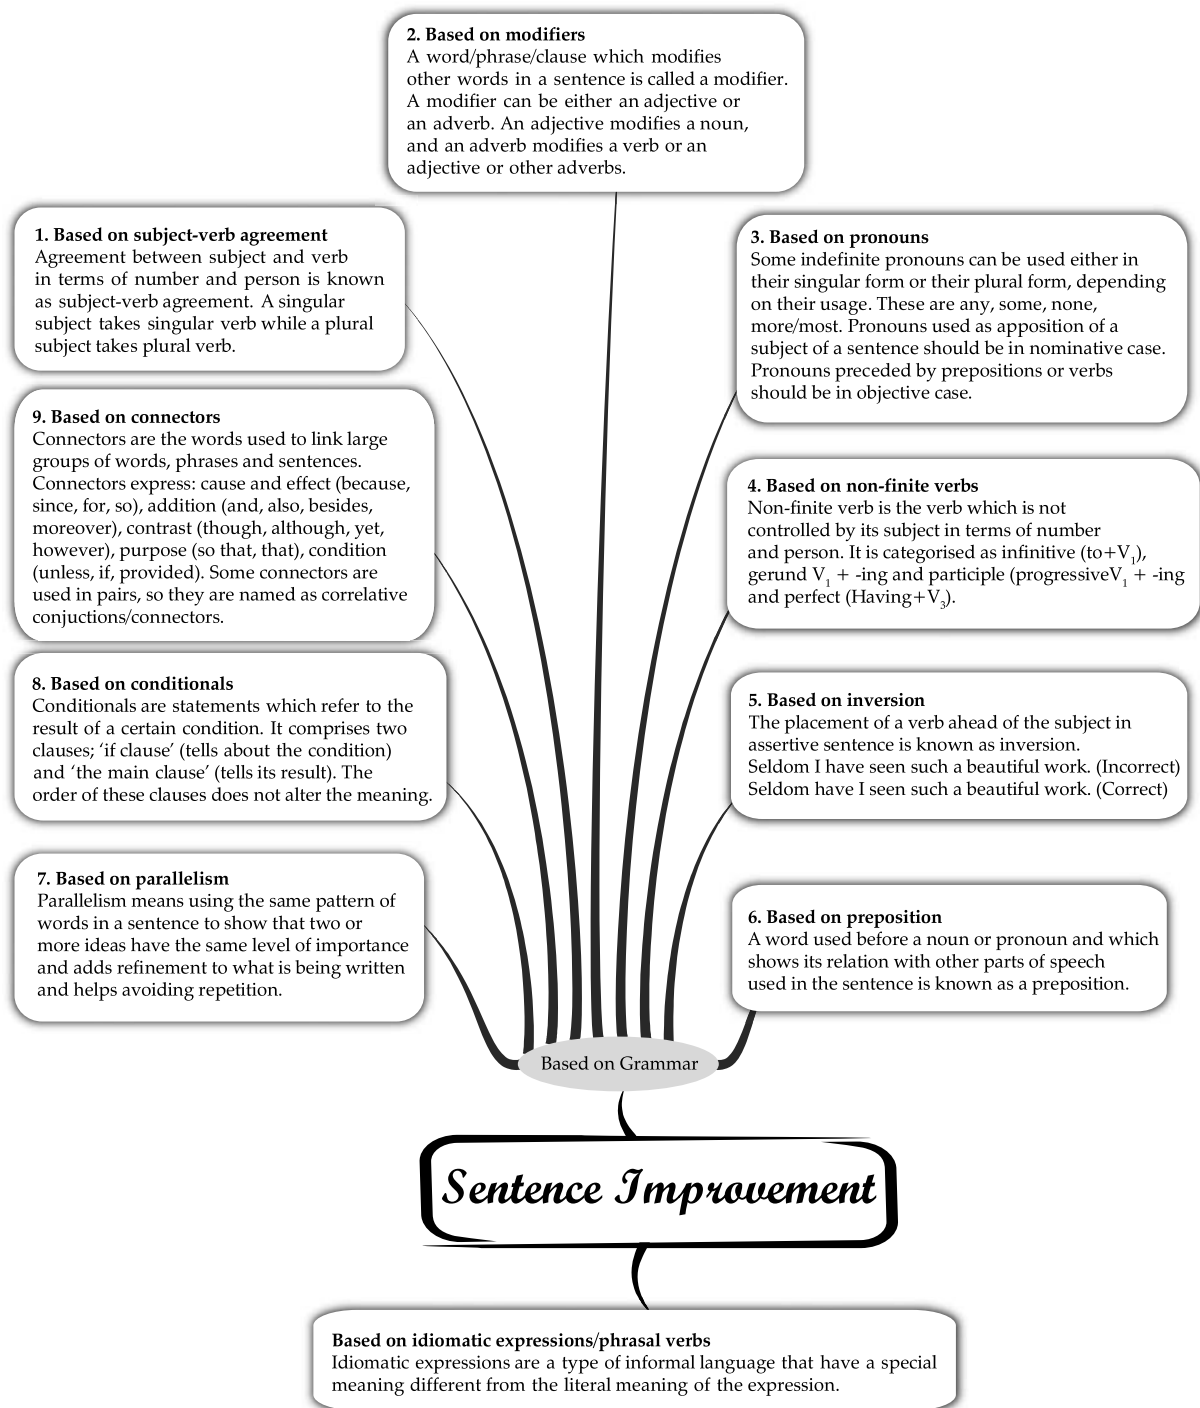 2. Based on modifiers
A word/phrase/clause which modifies
other words in a sentence is called a modifier.
A modifier can be either an adjective or
an adverb. An adjective modifies a noun,
and an adverb modifies a verb or an
adjective or other adverbs.
1. Based on subject-verb agreement
Agreement between subject and verb
in terms of number and person is known
as subject-verb agreement. A singular
subject takes singular verb while a plural
subject takes plural verb.
3. Based on pronouns
Some indefinite pronouns can be used either in
their singular form or their plural form, depending
on their usage. These are any, some, none,
more/most. Pronouns used as apposition of a
subject of a sentence should be in nominative case.
Pronouns preceded by prepositions or verbs
should be in objective case.
9. Based on connectors
Connectors are the words used to link large
groups of words, phrases and sentences.
Connectors express: cause and effect (because,
since, for, so), addition (and, also, besides,
moreover), contrast (though, although, yet,
however), purpose (so that, that), condition
(unless, if, provided). Some connectors are
used in pairs, so they are named as correlative
conjuctions/connectors.
4. Based on non-finite verbs
Non-finite verb is the verb which is not
controlled by its subject in terms of number
and person. It is categorised as infinitive (to+V₁),
gerund V₁ + -ing and participle (progressiveV₁ + -ing
and perfect (Having+V₃).
8. Based on conditionals
Conditionals are statements which refer to the
result of a certain condition. It comprises two
clauses; ‘if clause’ (tells about the condition)
and ‘the main clause’ (tells its result). The
order of these clauses does not alter the meaning.
5. Based on inversion
The placement of a verb ahead of the subject in
assertive sentence is known as inversion.
Seldom I have seen such a beautiful work. (Incorrect)
Seldom have I seen such a beautiful work. (Correct)
7. Based on parallelism
Parallelism means using the same pattern of
words in a sentence to show that two or
more ideas have the same level of importance
and adds refinement to what is being written
and helps avoiding repetition.
6. Based on preposition
A word used before a noun or pronoun and which
shows its relation with other parts of speech
used in the sentence is known as a preposition.
Based on Grammar
Sentence Improvement
Based on idiomatic expressions/phrasal verbs
Idiomatic expressions are a type of informal language that have a special
meaning different from the literal meaning of the expression.